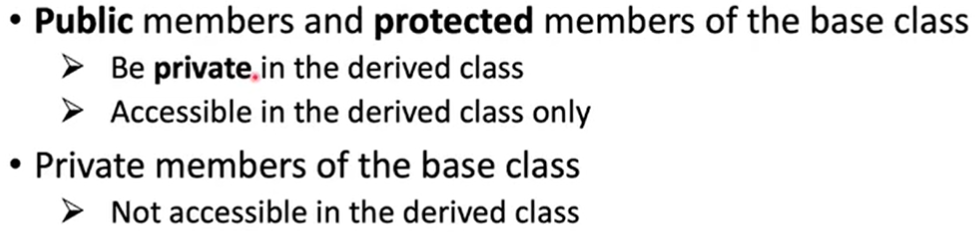 • Public members and protected members of the base class
➢ Be private in the derived class
➢ Accessible in the derived class only
• Private members of the base class
➢ Not accessible in the derived class